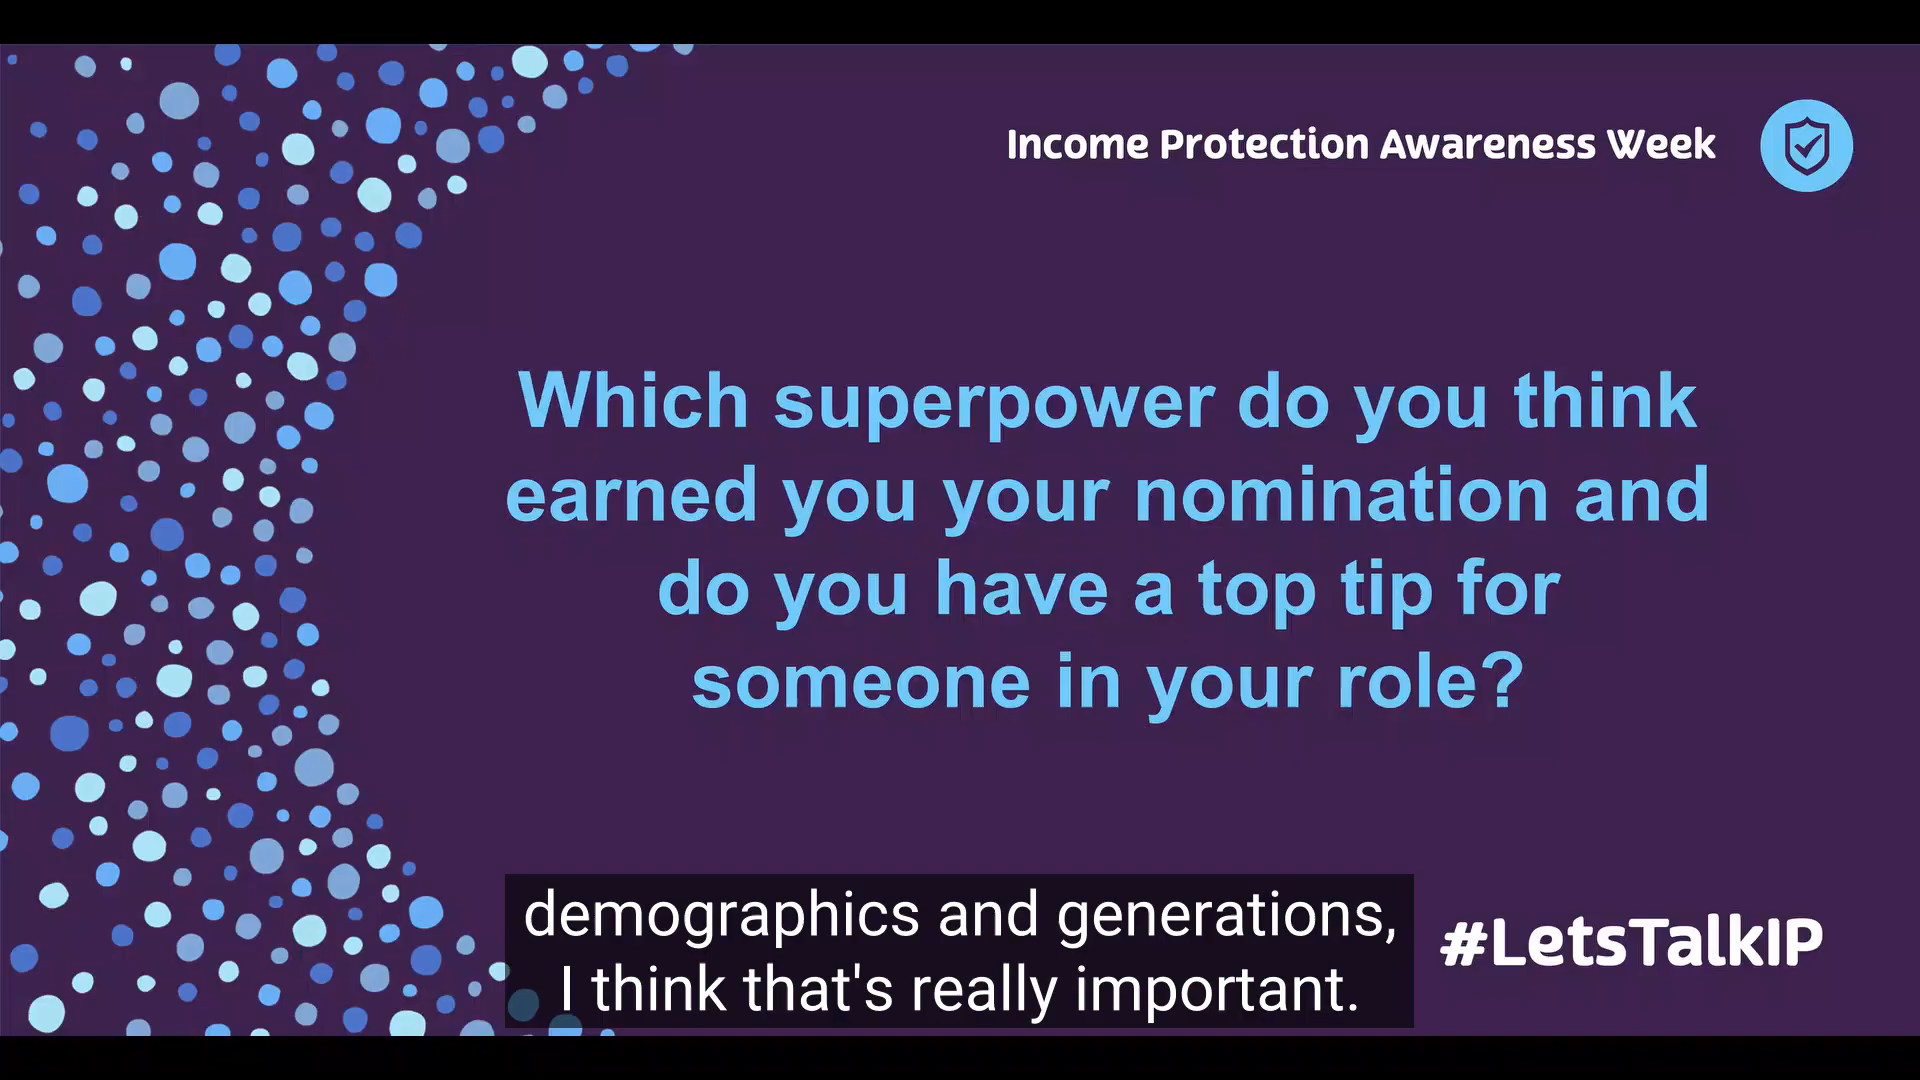 Income Protection Awareness Week
Which superpower do you think
earned you your nomination and
do you have a top tip for
someone in your role?
demographics and generations,
I think that's really important.
#LetsTalkIP